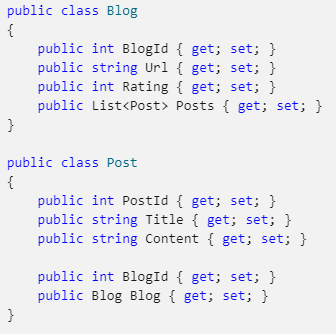 public class Blog
{
    public int BlogId { get; set; }
    public string Url { get; set; }
    public int Rating { get; set; }
    public List<Post> Posts { get; set; }
}

public class Post
{
    public int PostId { get; set; }
    public string Title { get; set; }
    public string Content { get; set; }

    public int BlogId { get; set; }
    public Blog Blog { get; set; }
}